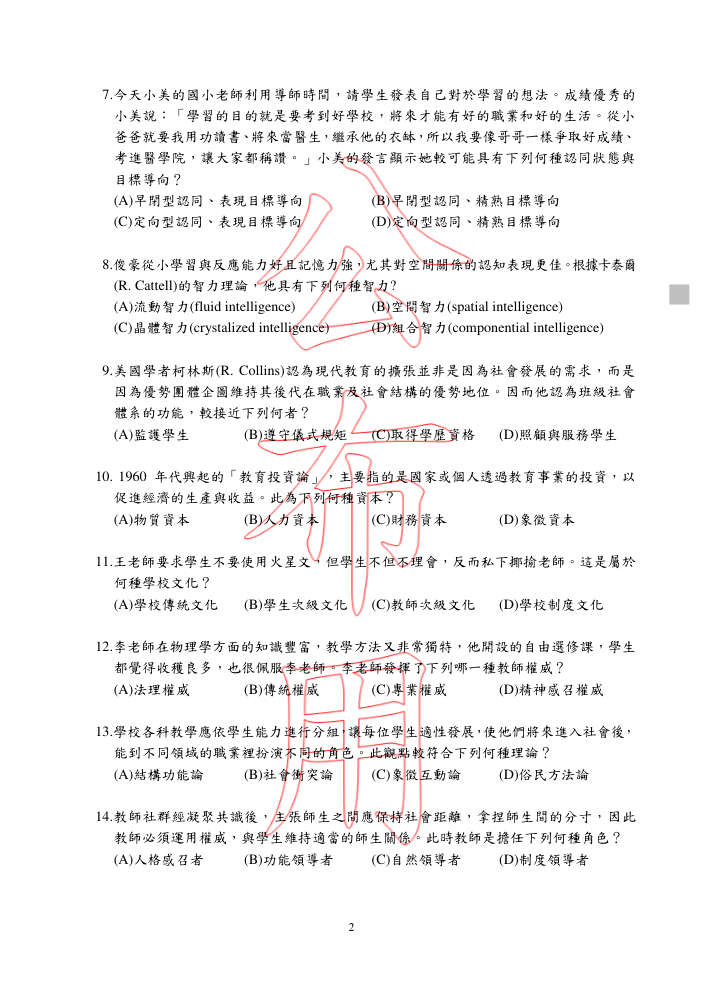 7.今天小美的國小老師利用導師時間，請學生發表自己對於學習的想法。成績優秀的
小美說：「學習的目的就是要考到好學校，將來才能有好的職業和好的生活。從小
爸爸就要我用功讀書、將來當醫生，繼承他的衣缽，所以我要像哥哥一樣爭取好成績、
考進醫學院，讓大家都稱讚。」小美的發言顯示她較可能具有下列何種認同狀態與
目標導向？
(A)早閉型認同、表現目標導向 (B)早閉型認同、精熟目標導向
(C)定向型認同、表現目標導向 (D)定向型認同、精熟目標導向
8.俊豪從小學習與反應能力好且記憶力強，尤其對空間關係的認知表現更佳。根據卡泰爾
(R. Cattell)的智力理論，他具有下列何種智力?
(A)流動智力(fluid intelligence) (B)空間智力(spatial intelligence)
(C)晶體智力(crystalized intelligence) (D)組合智力(componential intelligence)
9.美國學者柯林斯(R. Collins)認為現代教育的擴張並非是因為社會發展的需求，而是
因為優勢團體企圖維持其後代在職業及社會結構的優勢地位。因而他認為班級社會
體系的功能，較接近下列何者？
(A)監護學生 (B)遵守儀式規矩 (C)取得學歷資格 (D)照顧與服務學生
10. 1960 年代興起的「教育投資論」，主要指的是國家或個人透過教育事業的投資，以
促進經濟的生產與收益。此為下列何種資本？
(A)物質資本 (B)人力資本 (C)財務資本 (D)象徵資本
11.王老師要求學生不要使用火星文，但學生不但不理會，反而私下揶揄老師。這是屬於
何種學校文化？
(A)學校傳統文化 (B)學生次級文化 (C)教師次級文化 (D)學校制度文化
12.李老師在物理學方面的知識豐富，教學方法又非常獨特，他開設的自由選修課，學生
都覺得收穫良多，也很佩服李老師。李老師發揮了下列哪一種教師權威？
(A)法理權威 (B)傳統權威 (C)專業權威 (D)精神感召權威
13.學校各科教學應依學生能力進行分組，讓每位學生適性發展，使他們將來進入社會後，
能到不同領域的職業裡扮演不同的角色。此觀點較符合下列何種理論？
(A)結構功能論 (B)社會衝突論 (C)象徵互動論 (D)俗民方法論
14.教師社群經凝聚共識後，主張師生之間應保持社會距離，拿捏師生間的分寸，因此
教師必須運用權威，與學生維持適當的師生關係。此時教師是擔任下列何種角色？
(A)人格感召者 (B)功能領導者 (C)自然領導者 (D)制度領導者
公布用
2